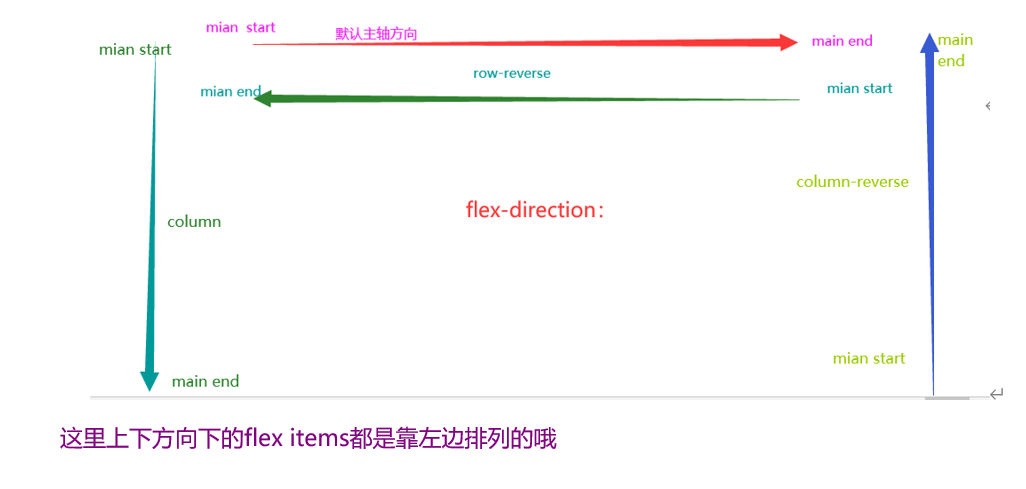 mian start
默认主轴方向
main end
main
end
mian start
row-reverse
mian end
mian start
column-reverse
flex-direction：
column
mian start
main end
这里上下方向下的flex items都是靠左边排列的哦